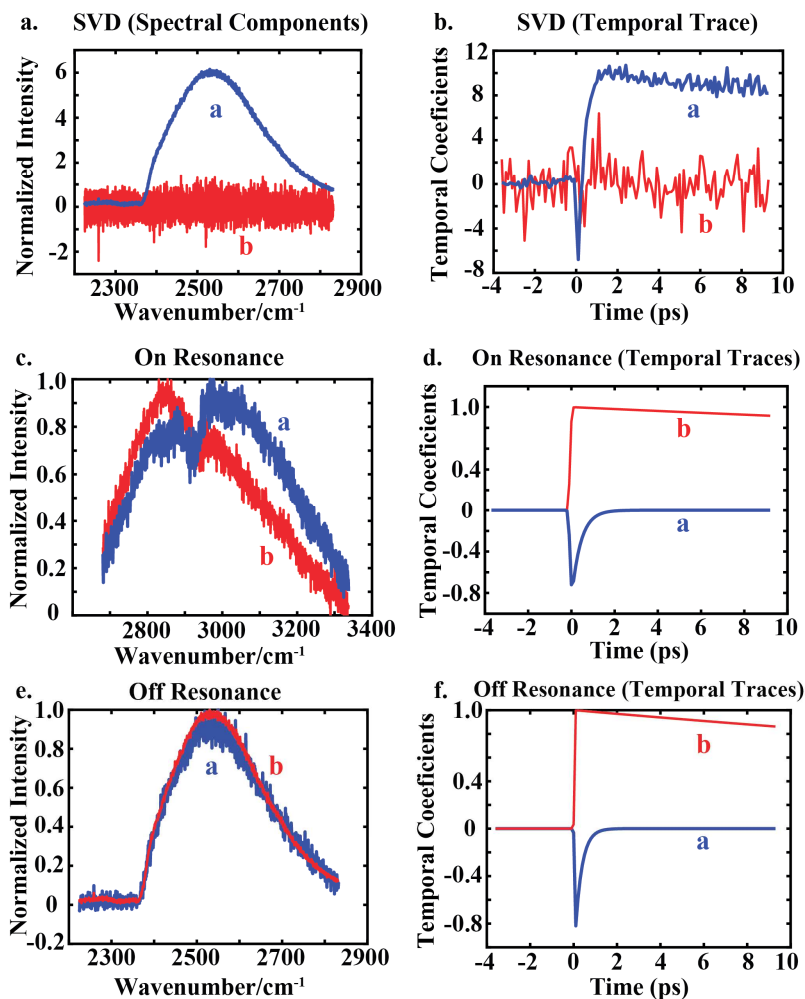 a. SVD (Spectral Components)
Normalized Intensity
6
4
2
0
-2
a
b
2300 2500 2700 2900
Wavenumber/cm-1
b. SVD (Temporal Trace)
Temporal Coeeficients
12
8
4
0
-4
-8
a
b
-4 -2 0 2 4 6 8 10
Time (ps)
c. On Resonance
Normalized Intensity
1.0
0.8
0.6
0.4
0.2
0
a
b
2800 3000 3200 3400
Wavenumber/cm-1
d. On Resonance (Temporal Traces)
Temporal Coeeficients
1.0
0.4
0
-0.4
-0.8
b
a
-4 -2 0 2 4 6 8 10
Time (ps)
e. Off Resonance
Normalized Intensity
1.0
0.8
0.6
0.4
0.2
0
-0.2
a b
2300 2500 2700 2900
Wavenumber/cm-1
f. Off Resonance (Temporal Traces)
Temporal Coeeficients
1.0
0.4
0
-0.4
-0.8
b
a
-4 -2 0 2 4 6 8 10
Time (ps)